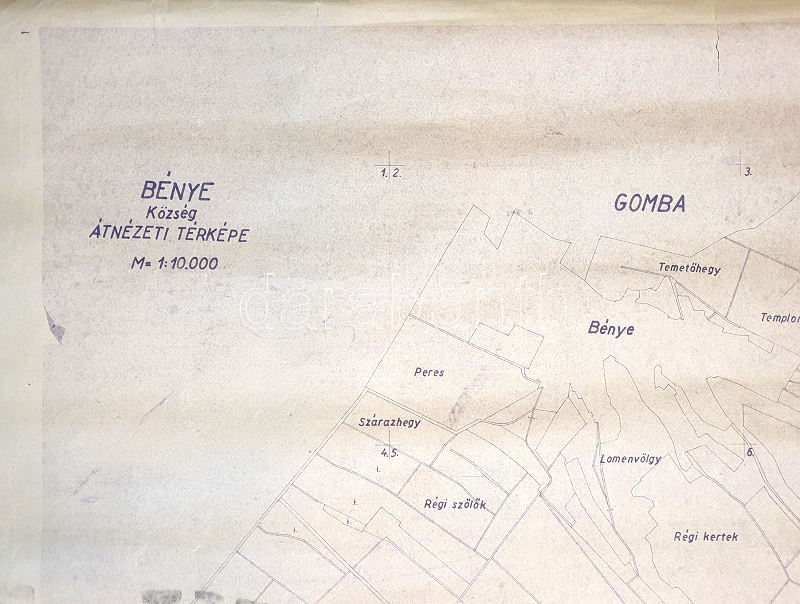 BÉNYE
Község
ÁTNÉZETI TÉRKÉPE
M= 1:10.000
1. 2.
3.
GOMBA
Temetőhegy
Templo
Bénye
Peres
Szárazhegy
4. 5.
Lomenvölgy
6.
Régi szőlők
Régi kertek